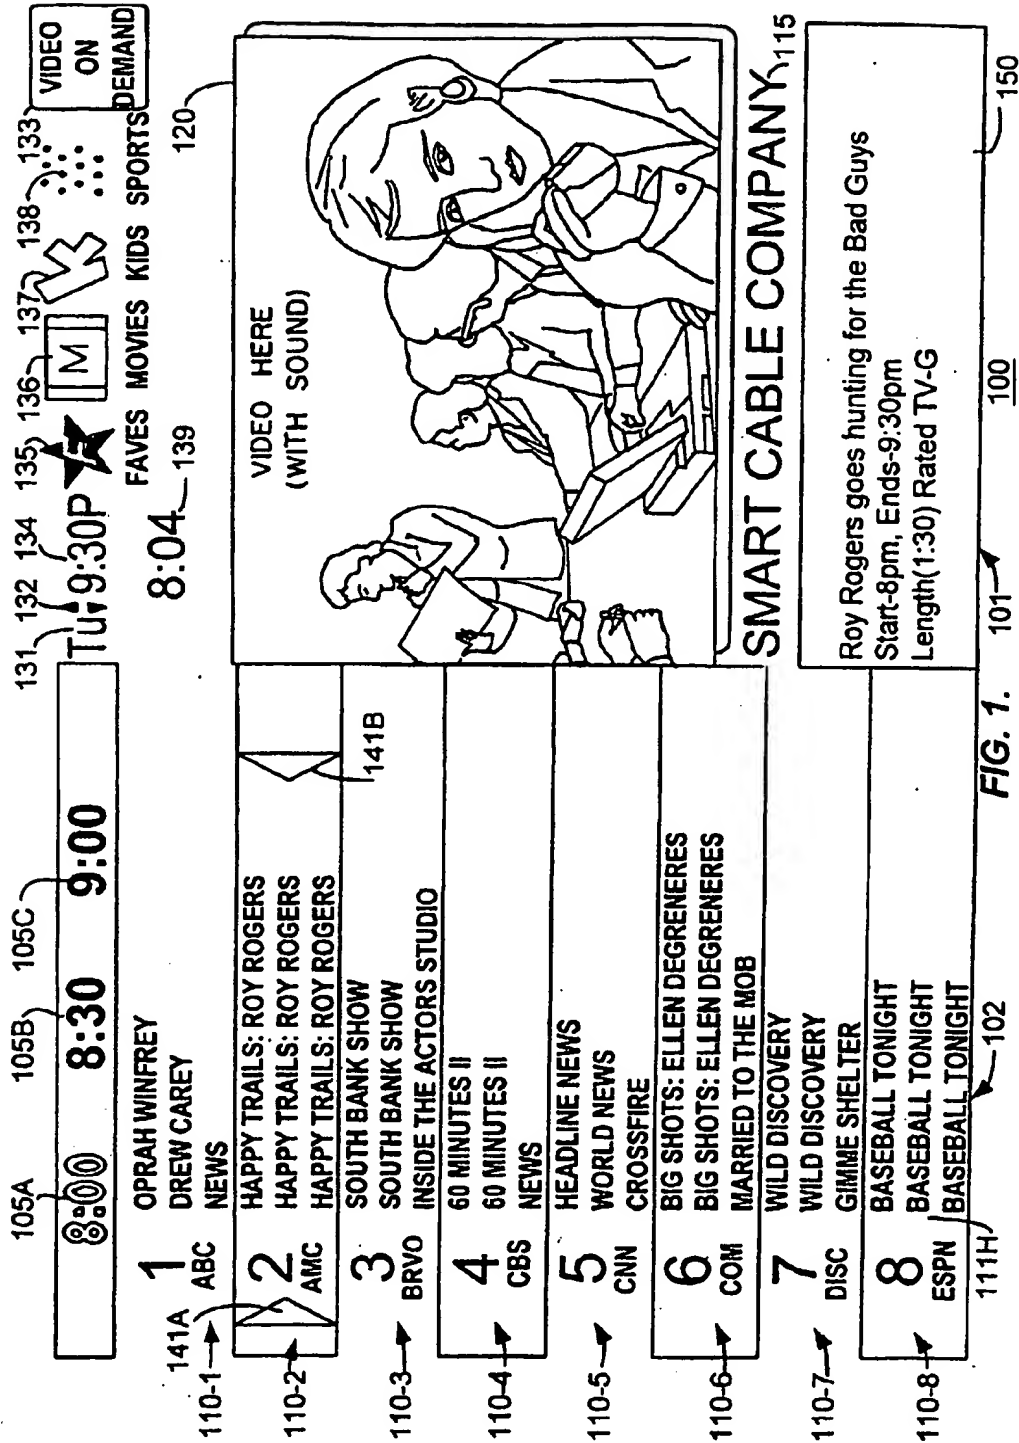 105A
105B
105C
131
132
134
135
136
137
138
133
8:00
8:30
9:00
Tu
9:30P
M
K
VIDEO
ON
DEMAND
FAVES
MOVIES
KIDS
SPORTS
8:04
139
120
141A
110-1
1
ABC
OPRAH WINFREY
DREW CAREY
NEWS
110-2
2
AMC
HAPPY TRAILS: ROY ROGERS
HAPPY TRAILS: ROY ROGERS
HAPPY TRAILS: ROY ROGERS
141B
110-3
3
BRVO
SOUTH BANK SHOW
SOUTH BANK SHOW
INSIDE THE ACTORS STUDIO
110-4
4
CBS
60 MINUTES II
60 MINUTES II
NEWS
110-5
5
CNN
HEADLINE NEWS
WORLD NEWS
CROSSFIRE
110-6
6
COM
BIG SHOTS: ELLEN DEGRENERES
BIG SHOTS: ELLEN DEGRENERES
MARRIED TO THE MOB
110-7
7
DISC
WILD DISCOVERY
WILD DISCOVERY
GIMME SHELTER
110-8
8
ESPN
BASEBALL TONIGHT
BASEBALL TONIGHT
BASEBALL TONIGHT
111H
102
VIDEO HERE
(WITH SOUND)
SMART CABLE COMPANY
115
Roy Rogers goes hunting for the Bad Guys
Start-8pm, Ends-9:30pm
Length(1:30) Rated TV-G
150
101
100
FIG. 1.